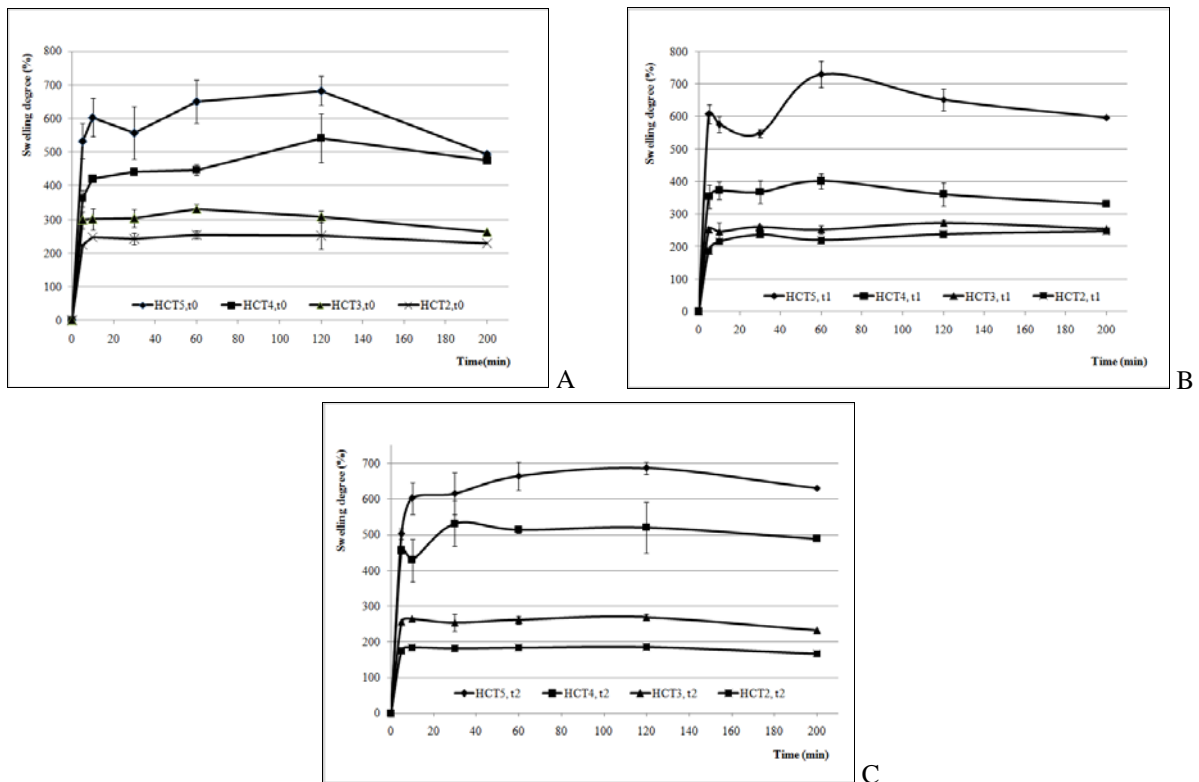 800
700
600
500
400
300
200
100
0
Swelling degree (%)
HCT5,t0 HCT4,t0 HCT3,t0 HCT2,t0
0 20 40 60 80 100 120 140 160 180 200
Time(min)
A
800
700
600
500
400
300
200
100
0
Swelling degree (%)
HCT5, t1 HCT4, t1 HCT3, t1 HCT2, t1
0 20 40 60 80 100 120 140 160 180 200
Time (min)
B
700
600
500
400
300
200
100
0
Swelling degree (%)
HCT5, t2 HCT4, t2 HCT3, t2 HCT2, t2
0 20 40 60 80 100 120 140 160 180 200
Time (min)
C